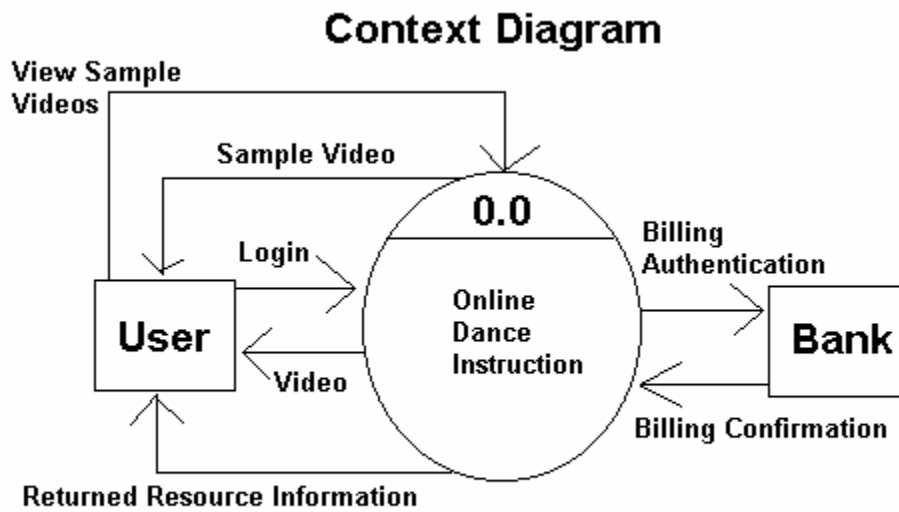 Context Diagram
View Sample
Videos
Sample Video
0.0
Login
Billing
Authentication
Online
Dance
Instruction
User
Bank
Video
Billing Confirmation
Returned Resource Information